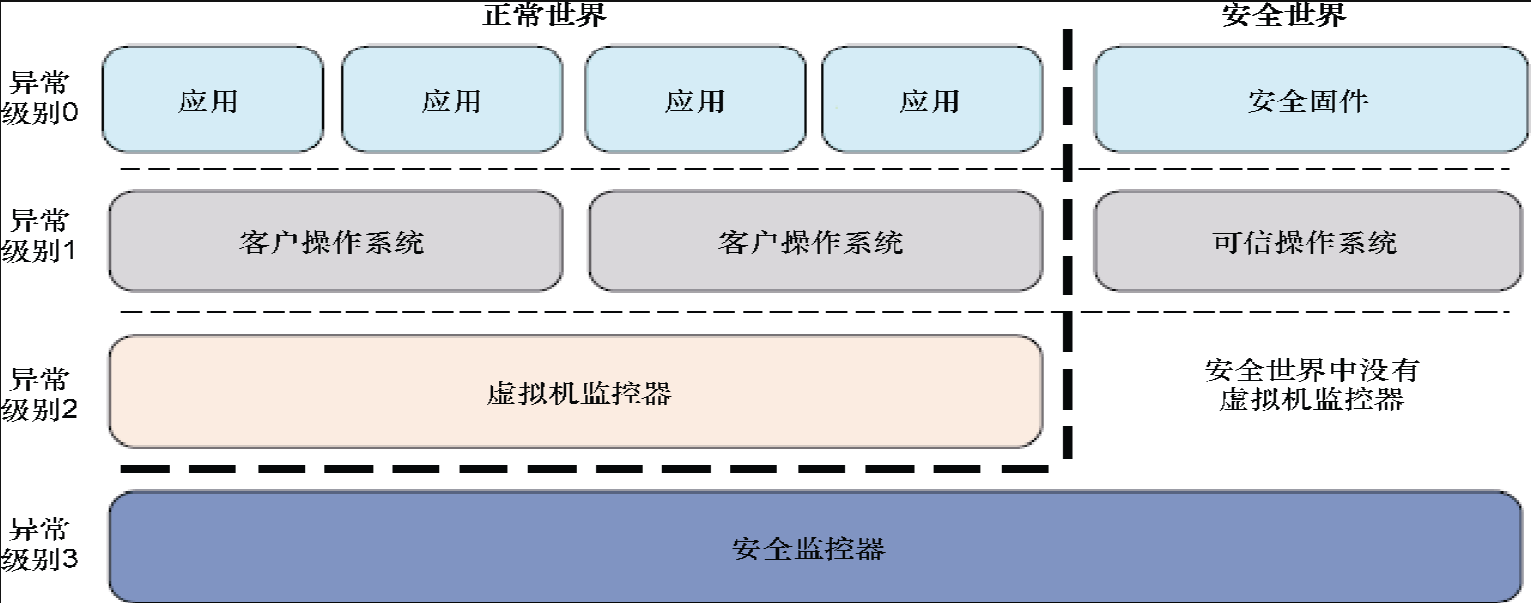 正常世界
安全世界
异常
级别0
应用
应用
应用
应用
安全固件
异常
级别1
客户操作系统
客户操作系统
可信操作系统
异常
级别2
虚拟机监控器
安全世界中没有
虚拟机监控器
异常
级别3
安全监控器